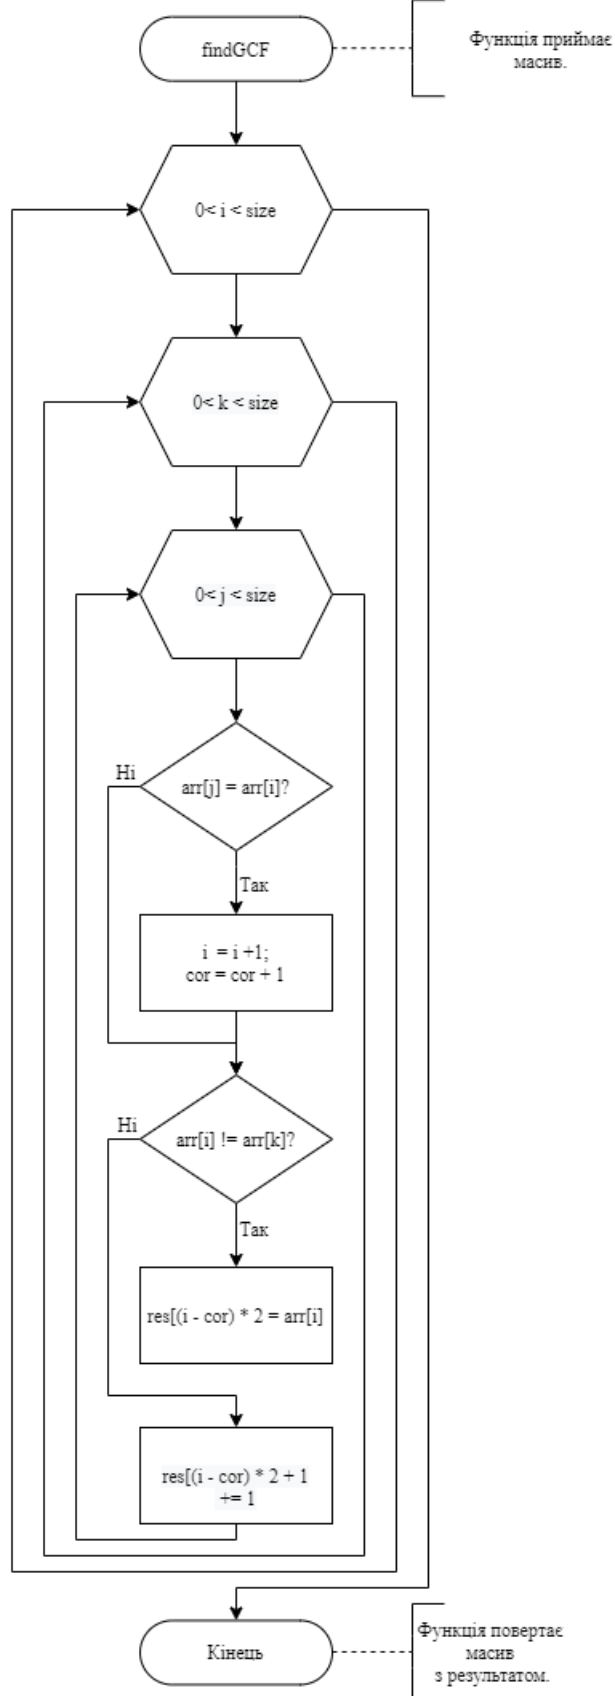 findGCF
Функція приймає
масив.
0< i < size
0< k < size
0< j < size
Ні
arr[j] = arr[i]?
Так
i = i +1;
cor = cor + 1
Ні
arr[i] != arr[k]?
Так
res[(i - cor) * 2 = arr[i]
res[(i - cor) * 2 + 1
+= 1
Функція повертає
Кінець
масив
з результатом.